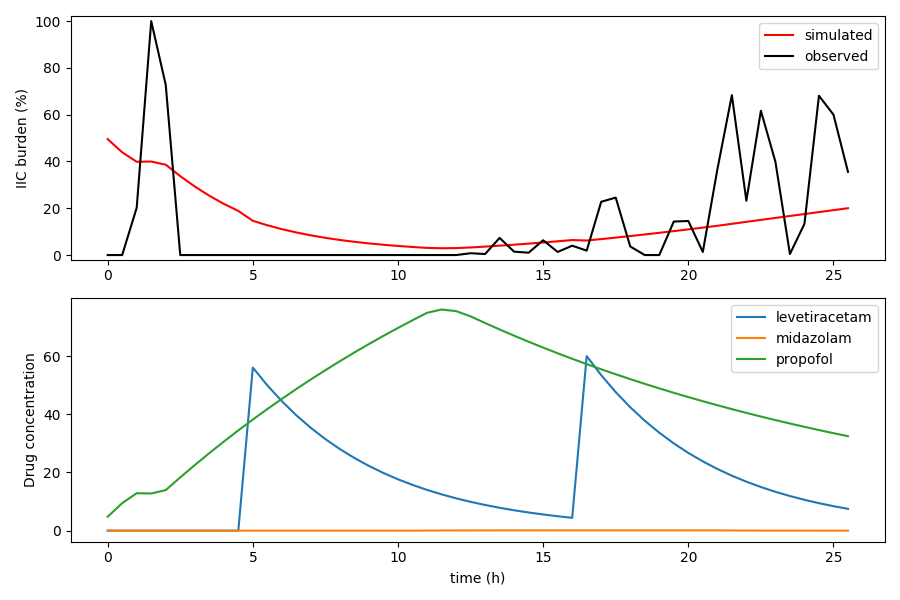 100
80
60
40
20
0
IIC burden (%)
simulated
observed
0 5 10 15 20 25
60
40
20
0
Drug concentration
levetiracetam
midazolam
propofol
0 5 10 15 20 25
time (h)